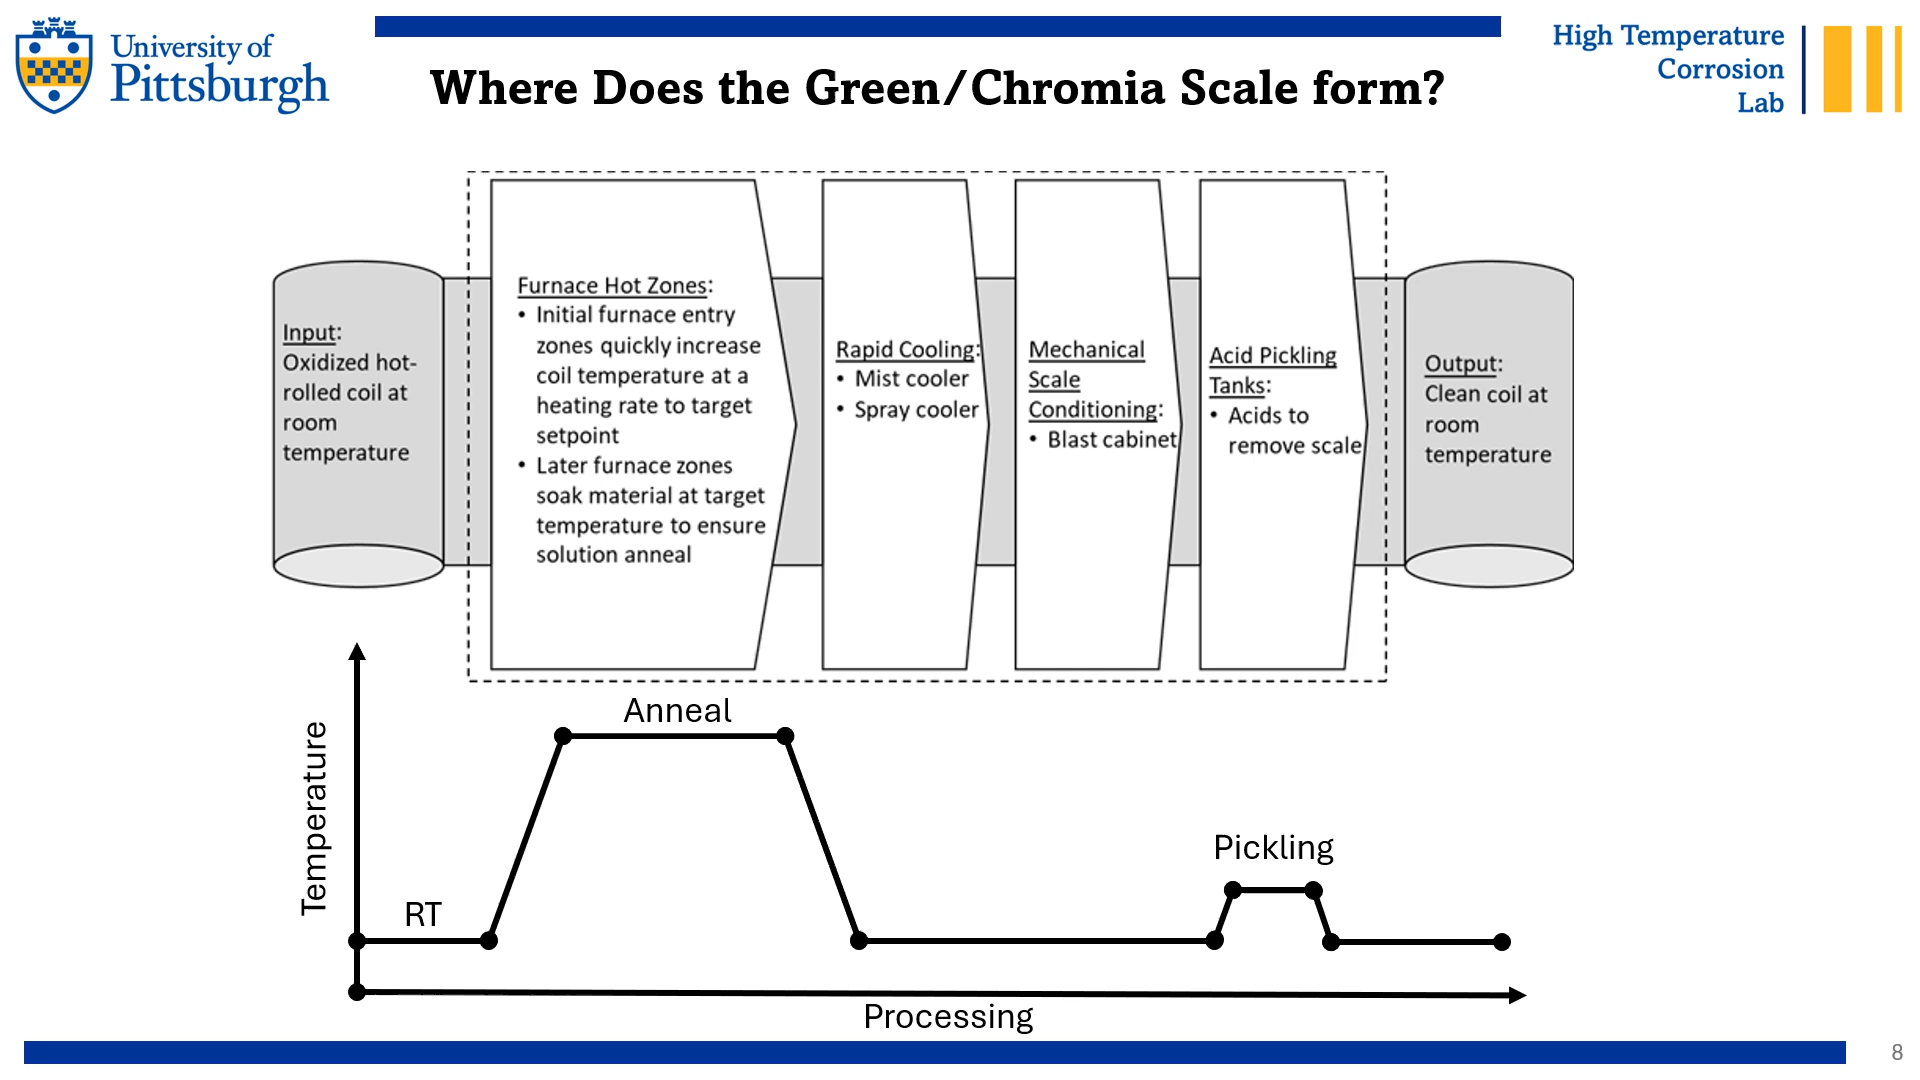 University of
Pittsburgh
Where Does the Green/Chromia Scale form?
High Temperature
Corrosion
Lab
Input:
Oxidized hot-
rolled coil at
room
temperature
Furnace Hot Zones:
• Initial furnace entry
zones quickly increase
coil temperature at a
heating rate to target
setpoint
• Later furnace zones
soak material at target
temperature to ensure
solution anneal
Rapid Cooling:
• Mist cooler
• Spray cooler
Mechanical
Scale
Conditioning:
• Blast cabinet
Acid Pickling
Tanks:
• Acids to
remove scale
Output:
Clean coil at
room
temperature
Temperature
RT
Anneal
Pickling
Processing
8